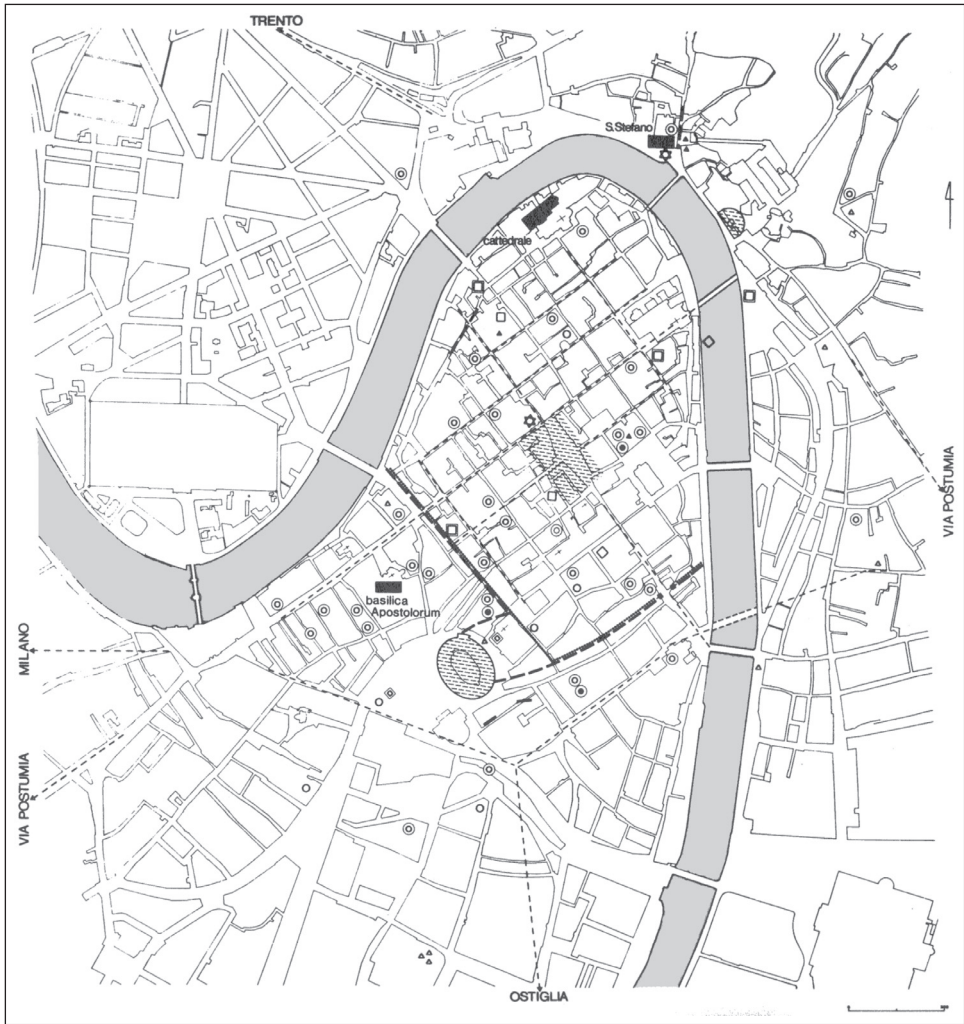 TRENTO
S.Stefano
cattedrale
VIA POSTUMIA
basilica
Apostolorum
MILANO
VIA POSTUMIA
OSTIGLIA